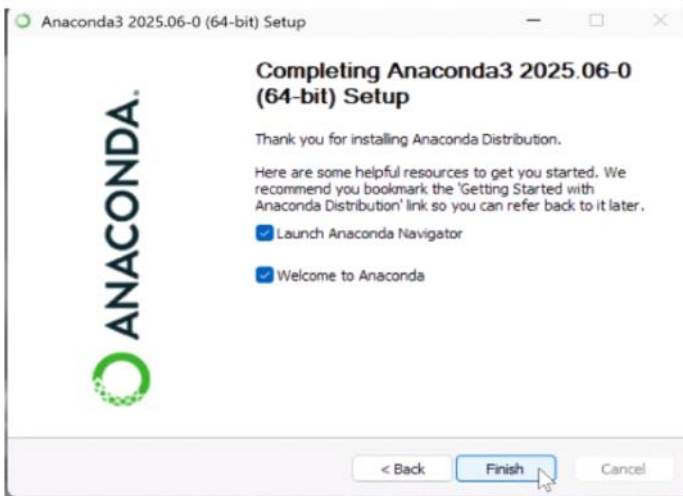 Anaconda3 2025.06-0 (64-bit) Setup
ANACONDA.
Completing Anaconda3 2025.06-0
(64-bit) Setup
Thank you for installing Anaconda Distribution.
Here are some helpful resources to get you started. We
recommend you bookmark the 'Getting Started with
Anaconda Distribution' link so you can refer back to it later.
Launch Anaconda Navigator
Welcome to Anaconda
< Back
Finish
Cancel